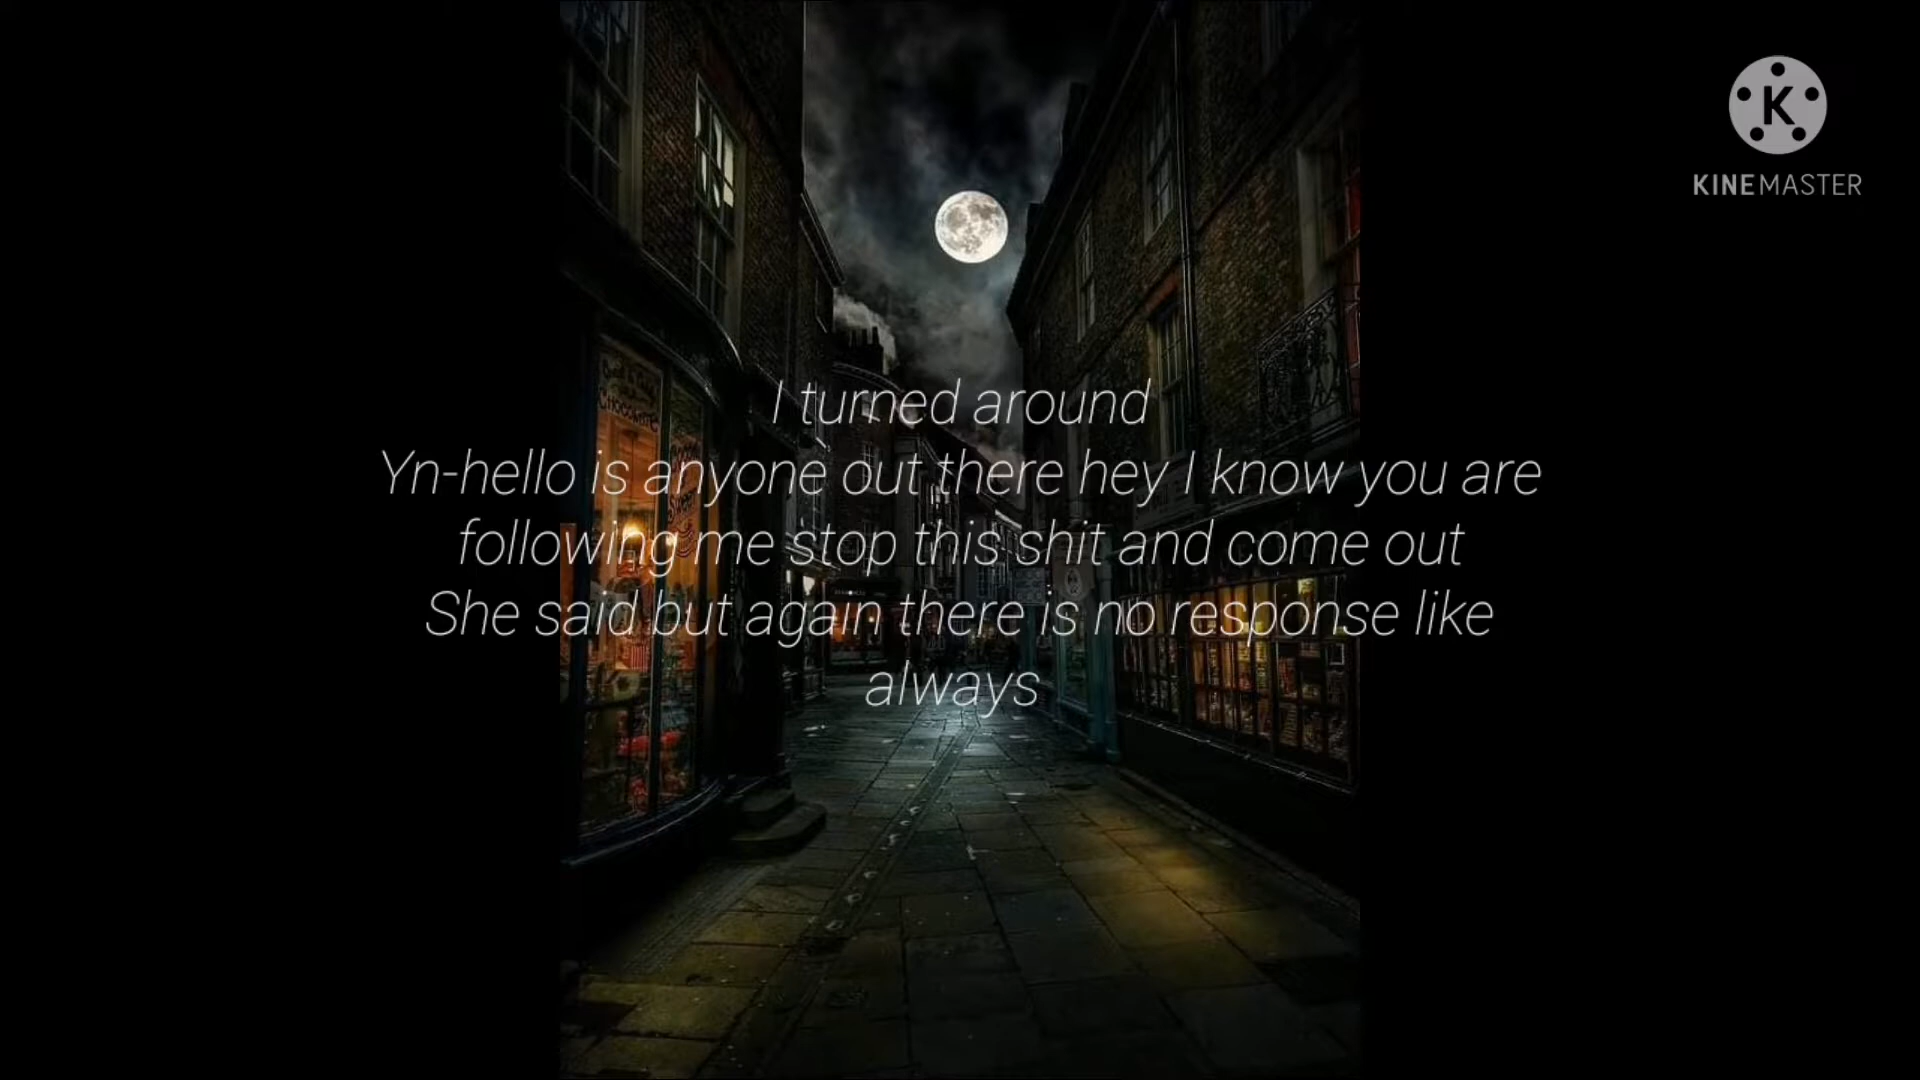 KINEMASTER
I turned around
Yn-hello is anyone out there hey I know you are
following me stop this shit and come out
She said but again there is no response like
always
CHOCOLATE